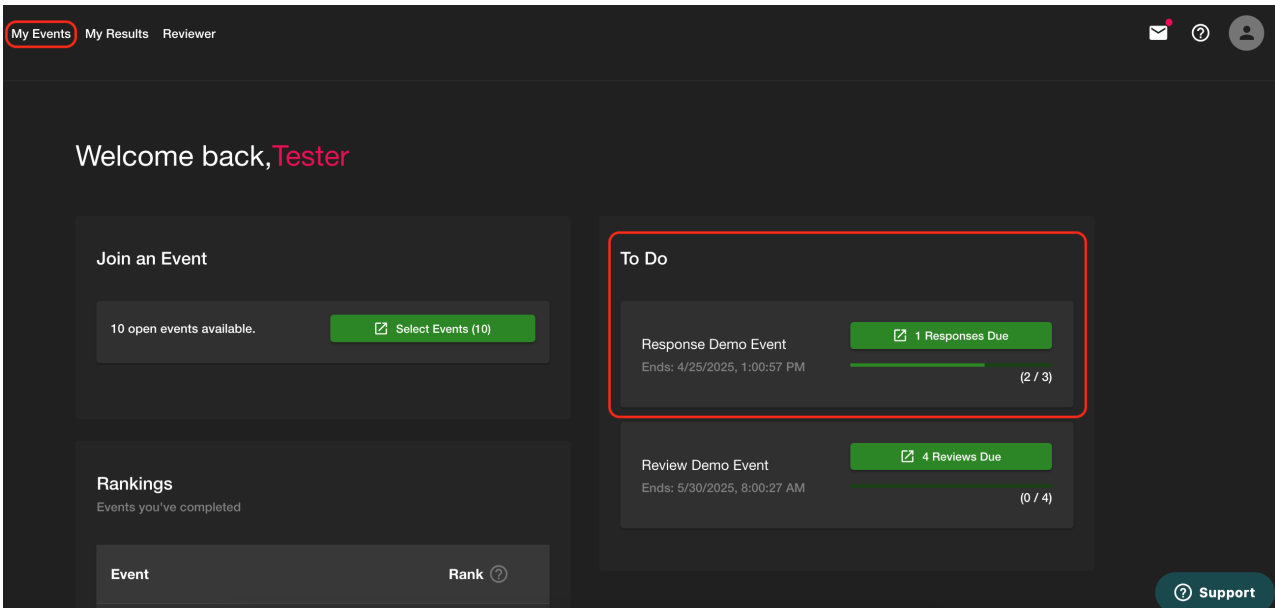 My Events My Results Reviewer
Welcome back,Tester
Join an Event
10 open events available.
Select Events (10)
Rankings
Events you've completed
Event Rank ?
To Do
Response Demo Event
Ends: 4/25/2025, 1:00:57 PM
1 Responses Due
(2 / 3)
Review Demo Event
Ends: 5/30/2025, 8:00:27 AM
4 Reviews Due
(0 / 4)
? Support